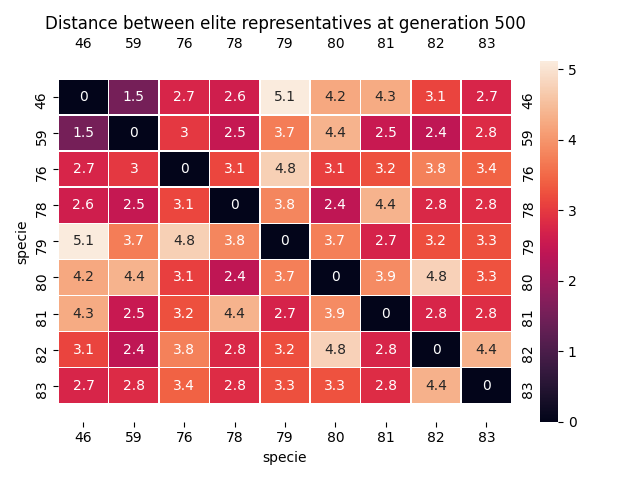 Distance between elite representatives at generation 500
46 59 76 78 79 80 81 82 83
46 0 1.5 2.7 2.6 5.1 4.2 4.3 3.1 2.7 46
59 1.5 0 3 2.5 3.7 4.4 2.5 2.4 2.8 59
76 2.7 3 0 3.1 4.8 3.1 3.2 3.8 3.4 76
78 2.6 2.5 3.1 0 3.8 2.4 4.4 2.8 2.8 78
79 5.1 3.7 4.8 3.8 0 3.7 2.7 3.2 3.3 79
80 4.2 4.4 3.1 2.4 3.7 0 3.9 4.8 3.3 80
81 4.3 2.5 3.2 4.4 2.7 3.9 0 2.8 2.8 81
82 3.1 2.4 3.8 2.8 3.2 4.8 2.8 0 4.4 82
83 2.7 2.8 3.4 2.8 3.3 3.3 2.8 4.4 0 83
46 59 76 78 79 80 81 82 83
specie
specie
5
4
3
2
1
0